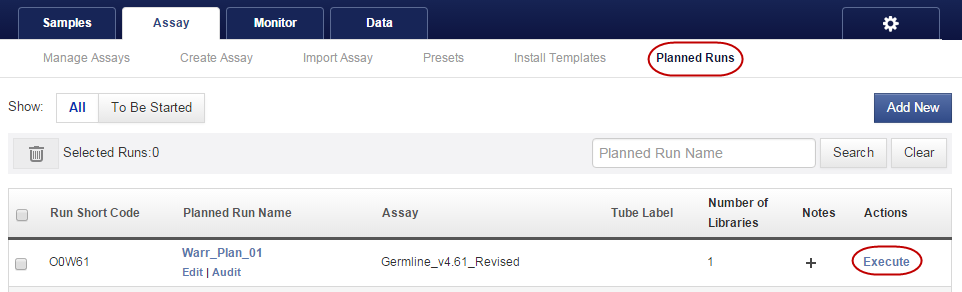 Samples Assay Monitor Data
Manage Assays Create Assay Import Assay Presets Install Templates Planned Runs
Show: All To Be Started Add New
Selected Runs:0 Planned Run Name Search Clear
Run Short Code Planned Run Name Assay Tube Label Number of Libraries Notes Actions
O0W61 Warr_Plan_01 Germline_v4.61_Revised 1 + Execute
Edit | Audit